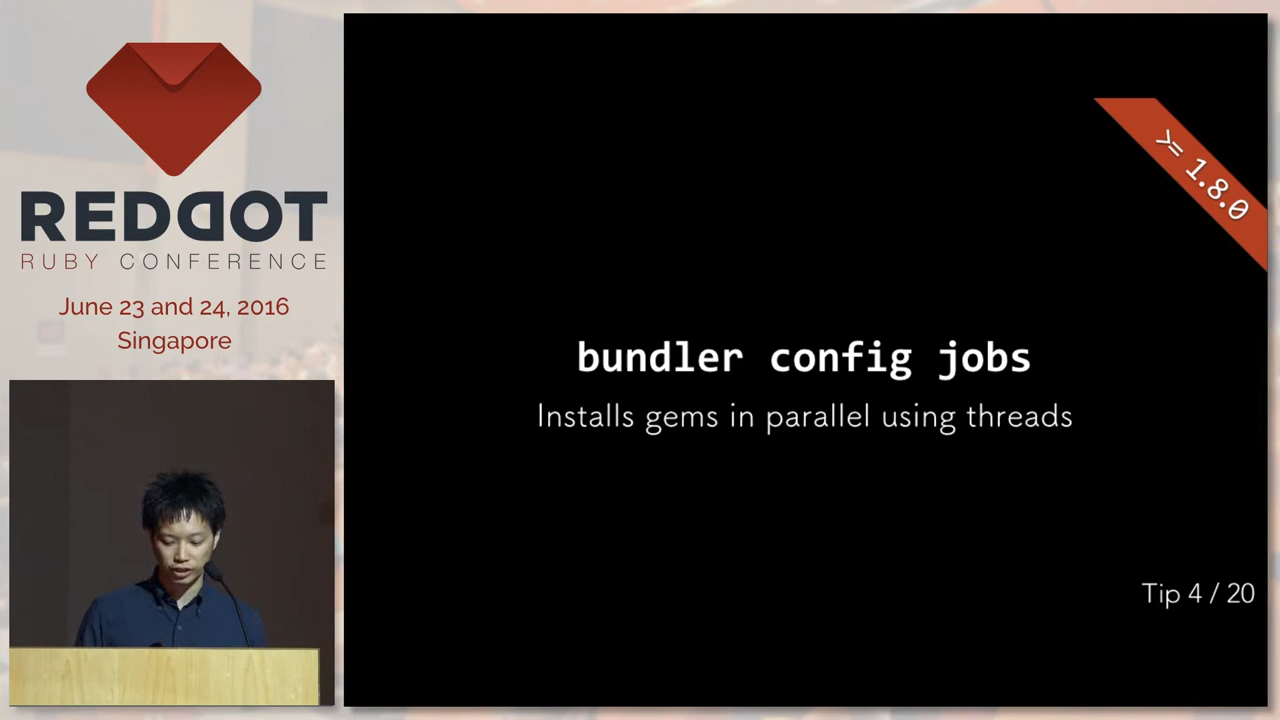 REDDOT
RUBY CONFERENCE
June 23 and 24, 2016
Singapore
>= 1.8.0
bundler config jobs
Installs gems in parallel using threads
Tip 4 / 20